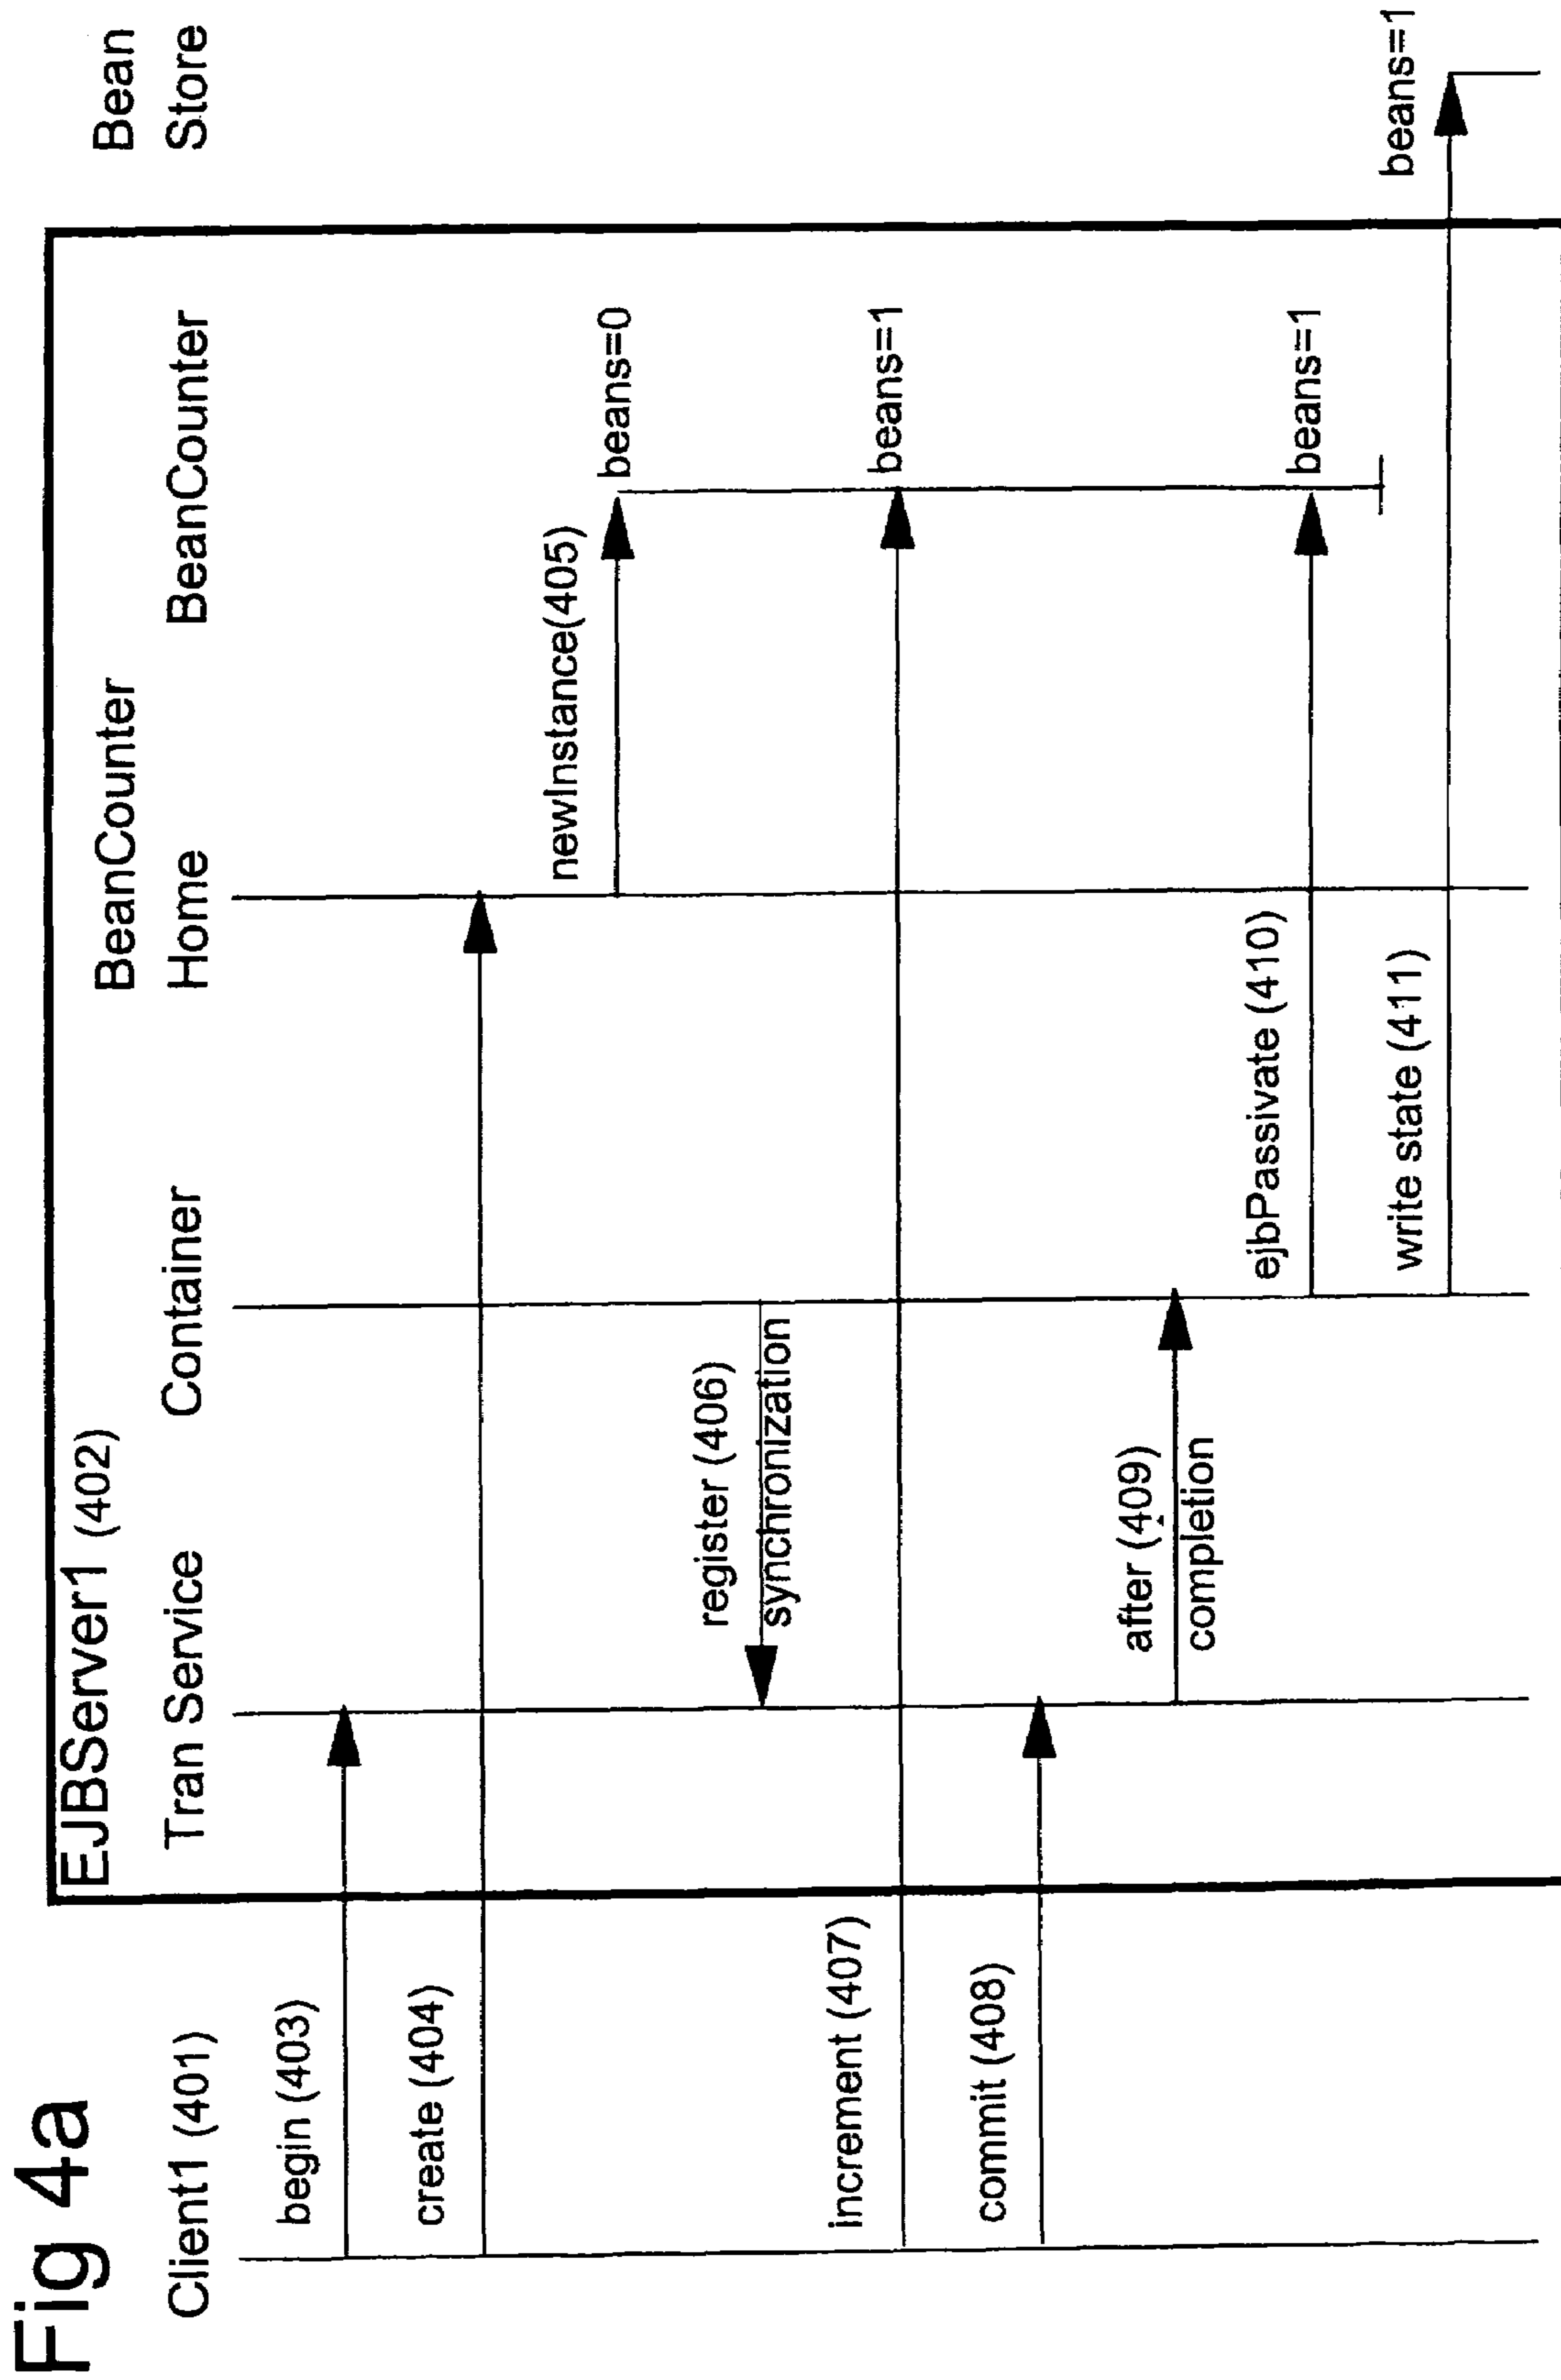 Fig 4a
EJBServer1 (402)
Client1 (401)
Tran Service
Container
BeanCounter
Home
BeanCounter
Bean
Store
begin (403)
create (404)
newInstance(405)
beans=0
register (406)
synchronization
increment (407)
beans=1
commit (408)
after (409)
completion
ejbPassivate (410)
beans=1
write state (411)
beans=1